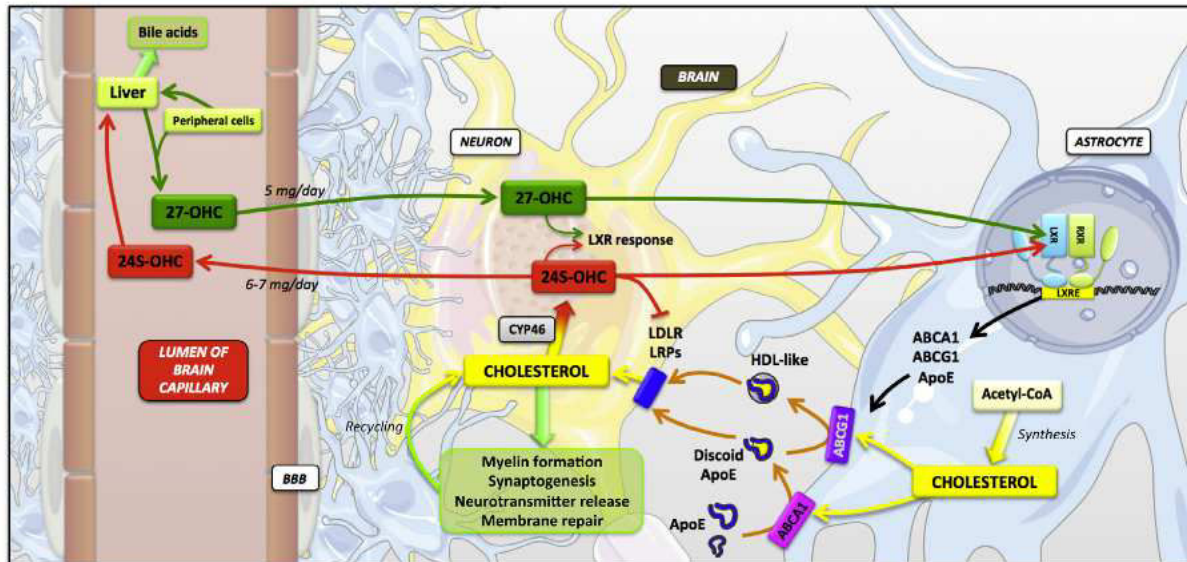 Bile acids
Liver
Peripheral cells
27-OHC
24S-OHC
5 mg/day
6-7 mg/day
LUMEN OF
BRAIN
CAPILLARY
BBB
BRAIN
NEURON
27-OHC
LXR response
24S-OHC
CYP46
CHOLESTEROL
Recycling
Myelin formation
Synaptogenesis
Neurotransmitter release
Membrane repair
LDLR
LRPs
HDL-like
Discoid
ApoE
ApoE
ABCG1
ABCA1
ASTROCYTE
LXR
RXR
LXRE
ABCA1
ABCG1
ApoE
Acetyl-CoA
Synthesis
CHOLESTEROL